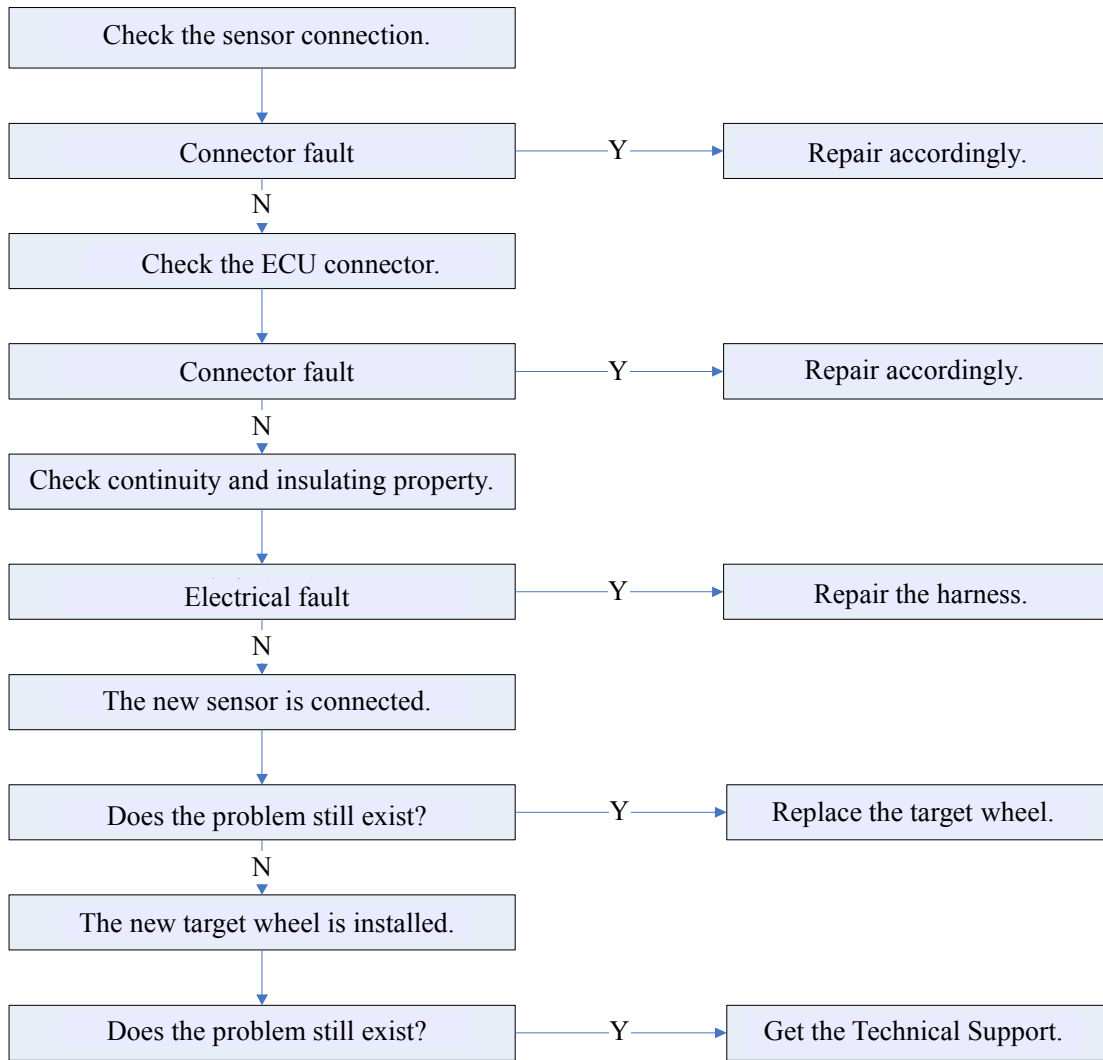 Check the sensor connection.
Connector fault
Y
Repair accordingly.
N
Check the ECU connector.
Connector fault
Y
Repair accordingly.
N
Check continuity and insulating property.
Electrical fault
Y
Repair the harness.
N
The new sensor is connected.
Does the problem still exist?
Y
Replace the target wheel.
N
The new target wheel is installed.
Does the problem still exist?
Y
Get the Technical Support.